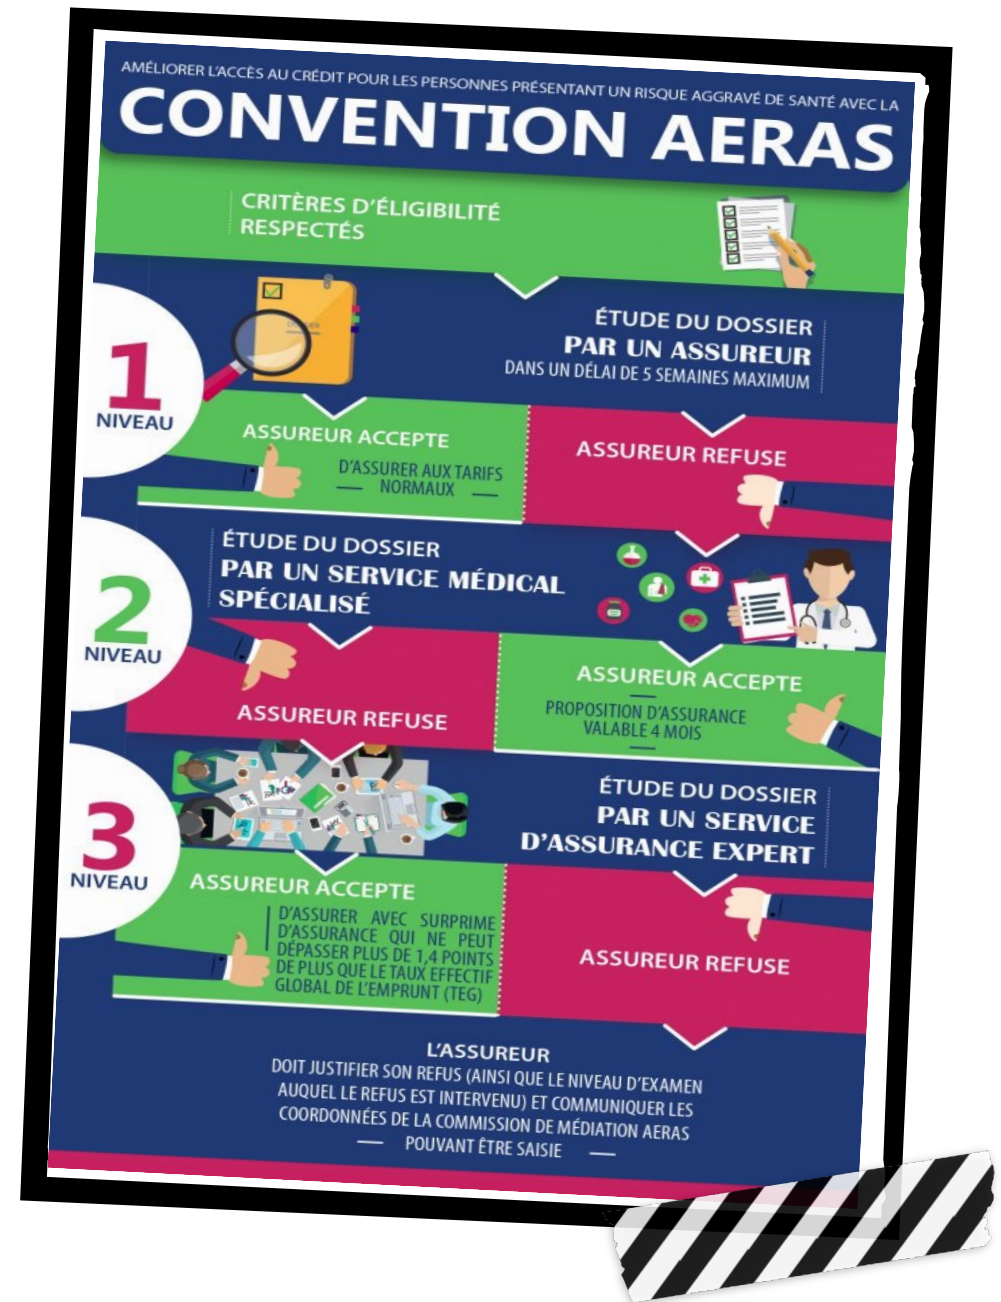 AMÉLIORER L'ACCÈS AU CRÉDIT POUR LES PERSONNES PRÉSENTANT UN RISQUE AGGRAVÉ DE SANTÉ AVEC LA
CONVENTION AERAS
CRITÈRES D'ÉLIGIBILITÉ
RESPECTÉS
ÉTUDE DU DOSSIER
PAR UN ASSUREUR
DANS UN DÉLAI DE 5 SEMAINES MAXIMUM
1
NIVEAU
ASSUREUR ACCEPTE
D'ASSURER AUX TARIFS
NORMAUX
ASSUREUR REFUSE
2
NIVEAU
ÉTUDE DU DOSSIER
PAR UN SERVICE MÉDICAL
SPÉCIALISÉ
ASSUREUR REFUSE
ASSUREUR ACCEPTE
PROPOSITION D'ASSURANCE
VALABLE 4 MOIS
3
NIVEAU
ÉTUDE DU DOSSIER
PAR UN SERVICE
D'ASSURANCE EXPERT
ASSUREUR ACCEPTE
D'ASSURER AVEC SURPRIME
D'ASSURANCE QUI NE PEUT
DÉPASSER PLUS DE 1,4 POINTS
DE PLUS QUE LE TAUX EFFECTIF
GLOBAL DE L'EMPRUNT (TEG)
ASSUREUR REFUSE
L'ASSUREUR
DOIT JUSTIFIER SON REFUS (AINSI QUE LE NIVEAU D'EXAMEN
AUQUEL LE REFUS EST INTERVENU) ET COMMUNIQUER LES
COORDONNÉES DE LA COMMISSION DE MÉDIATION AERAS
POUVANT ÊTRE SAISIE